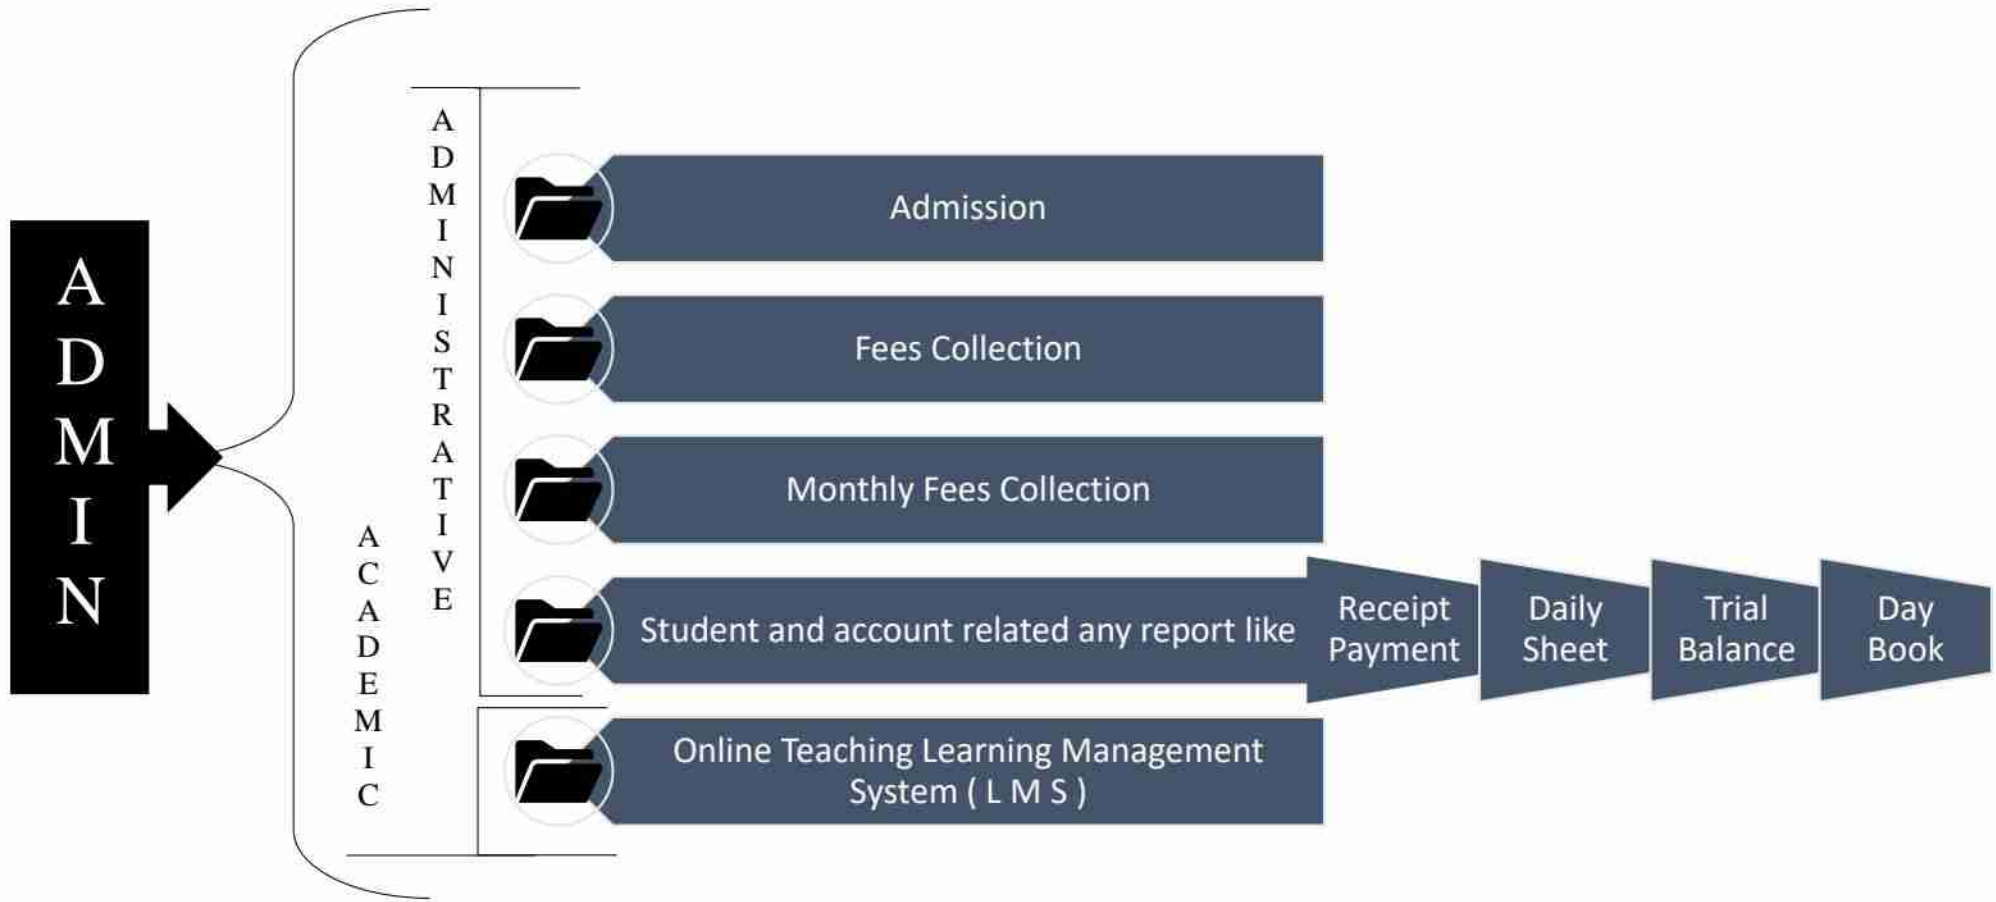 ADMIN
ADMINISTRATIVE
ACADEMIC
Admission
Fees Collection
Monthly Fees Collection
Student and account related any report like
Receipt
Payment
Daily
Sheet
Trial
Balance
Day
Book
Online Teaching Learning Management
System ( L M S )